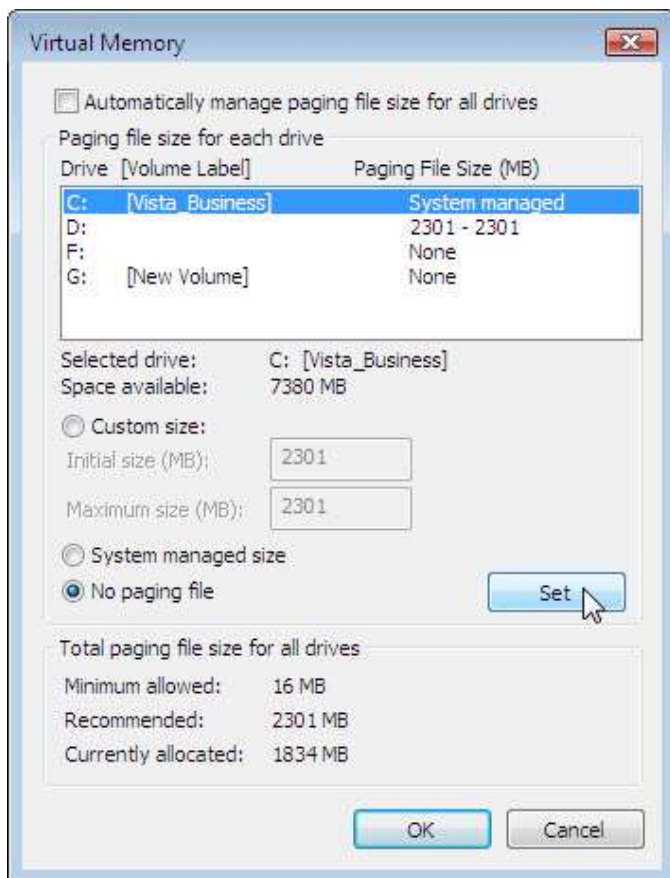 Virtual Memory
Automatically manage paging file size for all drives
Paging file size for each drive
Drive [Volume Label] Paging File Size (MB)
C: [Vista_Business] System managed
D: 2301 - 2301
F: None
G: [New Volume] None
Selected drive: C: [Vista_Business]
Space available: 7380 MB
Custom size:
Initial size (MB): 2301
Maximum size (MB): 2301
System managed size
No paging file Set
Total paging file size for all drives
Minimum allowed: 16 MB
Recommended: 2301 MB
Currently allocated: 1834 MB
OK Cancel